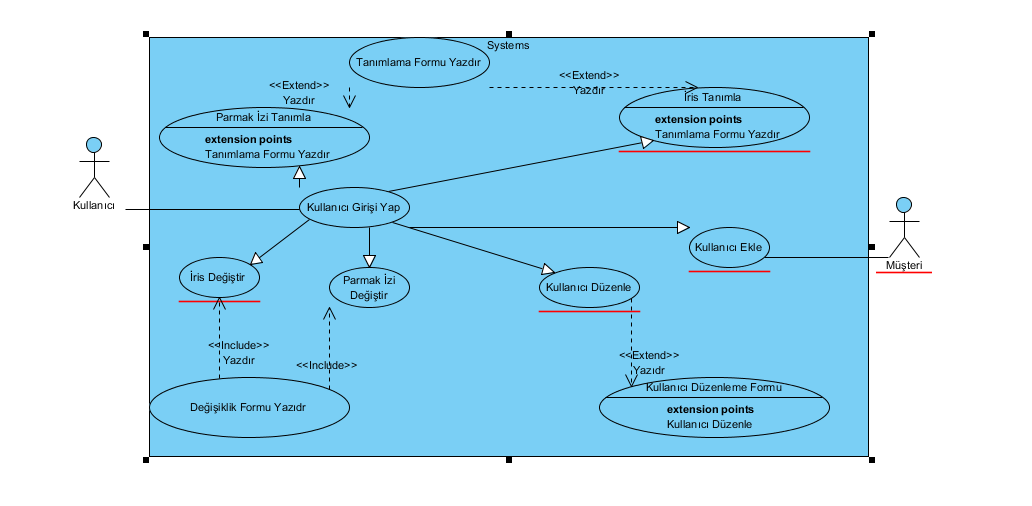 Systems
Tanımlama Formu Yazdır
<<Extend>>
Yazdır
<<Extend>>
Yazdır
Parmak İzi Tanımla
extension points
Tanımlama Formu Yazdır
İris Tanımla
extension points
Tanımlama Formu Yazdır
Kullanıcı
Kullanıcı Girişi Yap
Kullanıcı Ekle
Müşteri
İris Değiştir
Parmak İzi
Değiştir
Kullanıcı Düzenle
<<Include>>
Yazdır
<<Include>>
<<Extend>>
Yazıdr
Değişiklik Formu Yazıdr
Kullanıcı Düzenleme Formu
extension points
Kullanıcı Düzenle